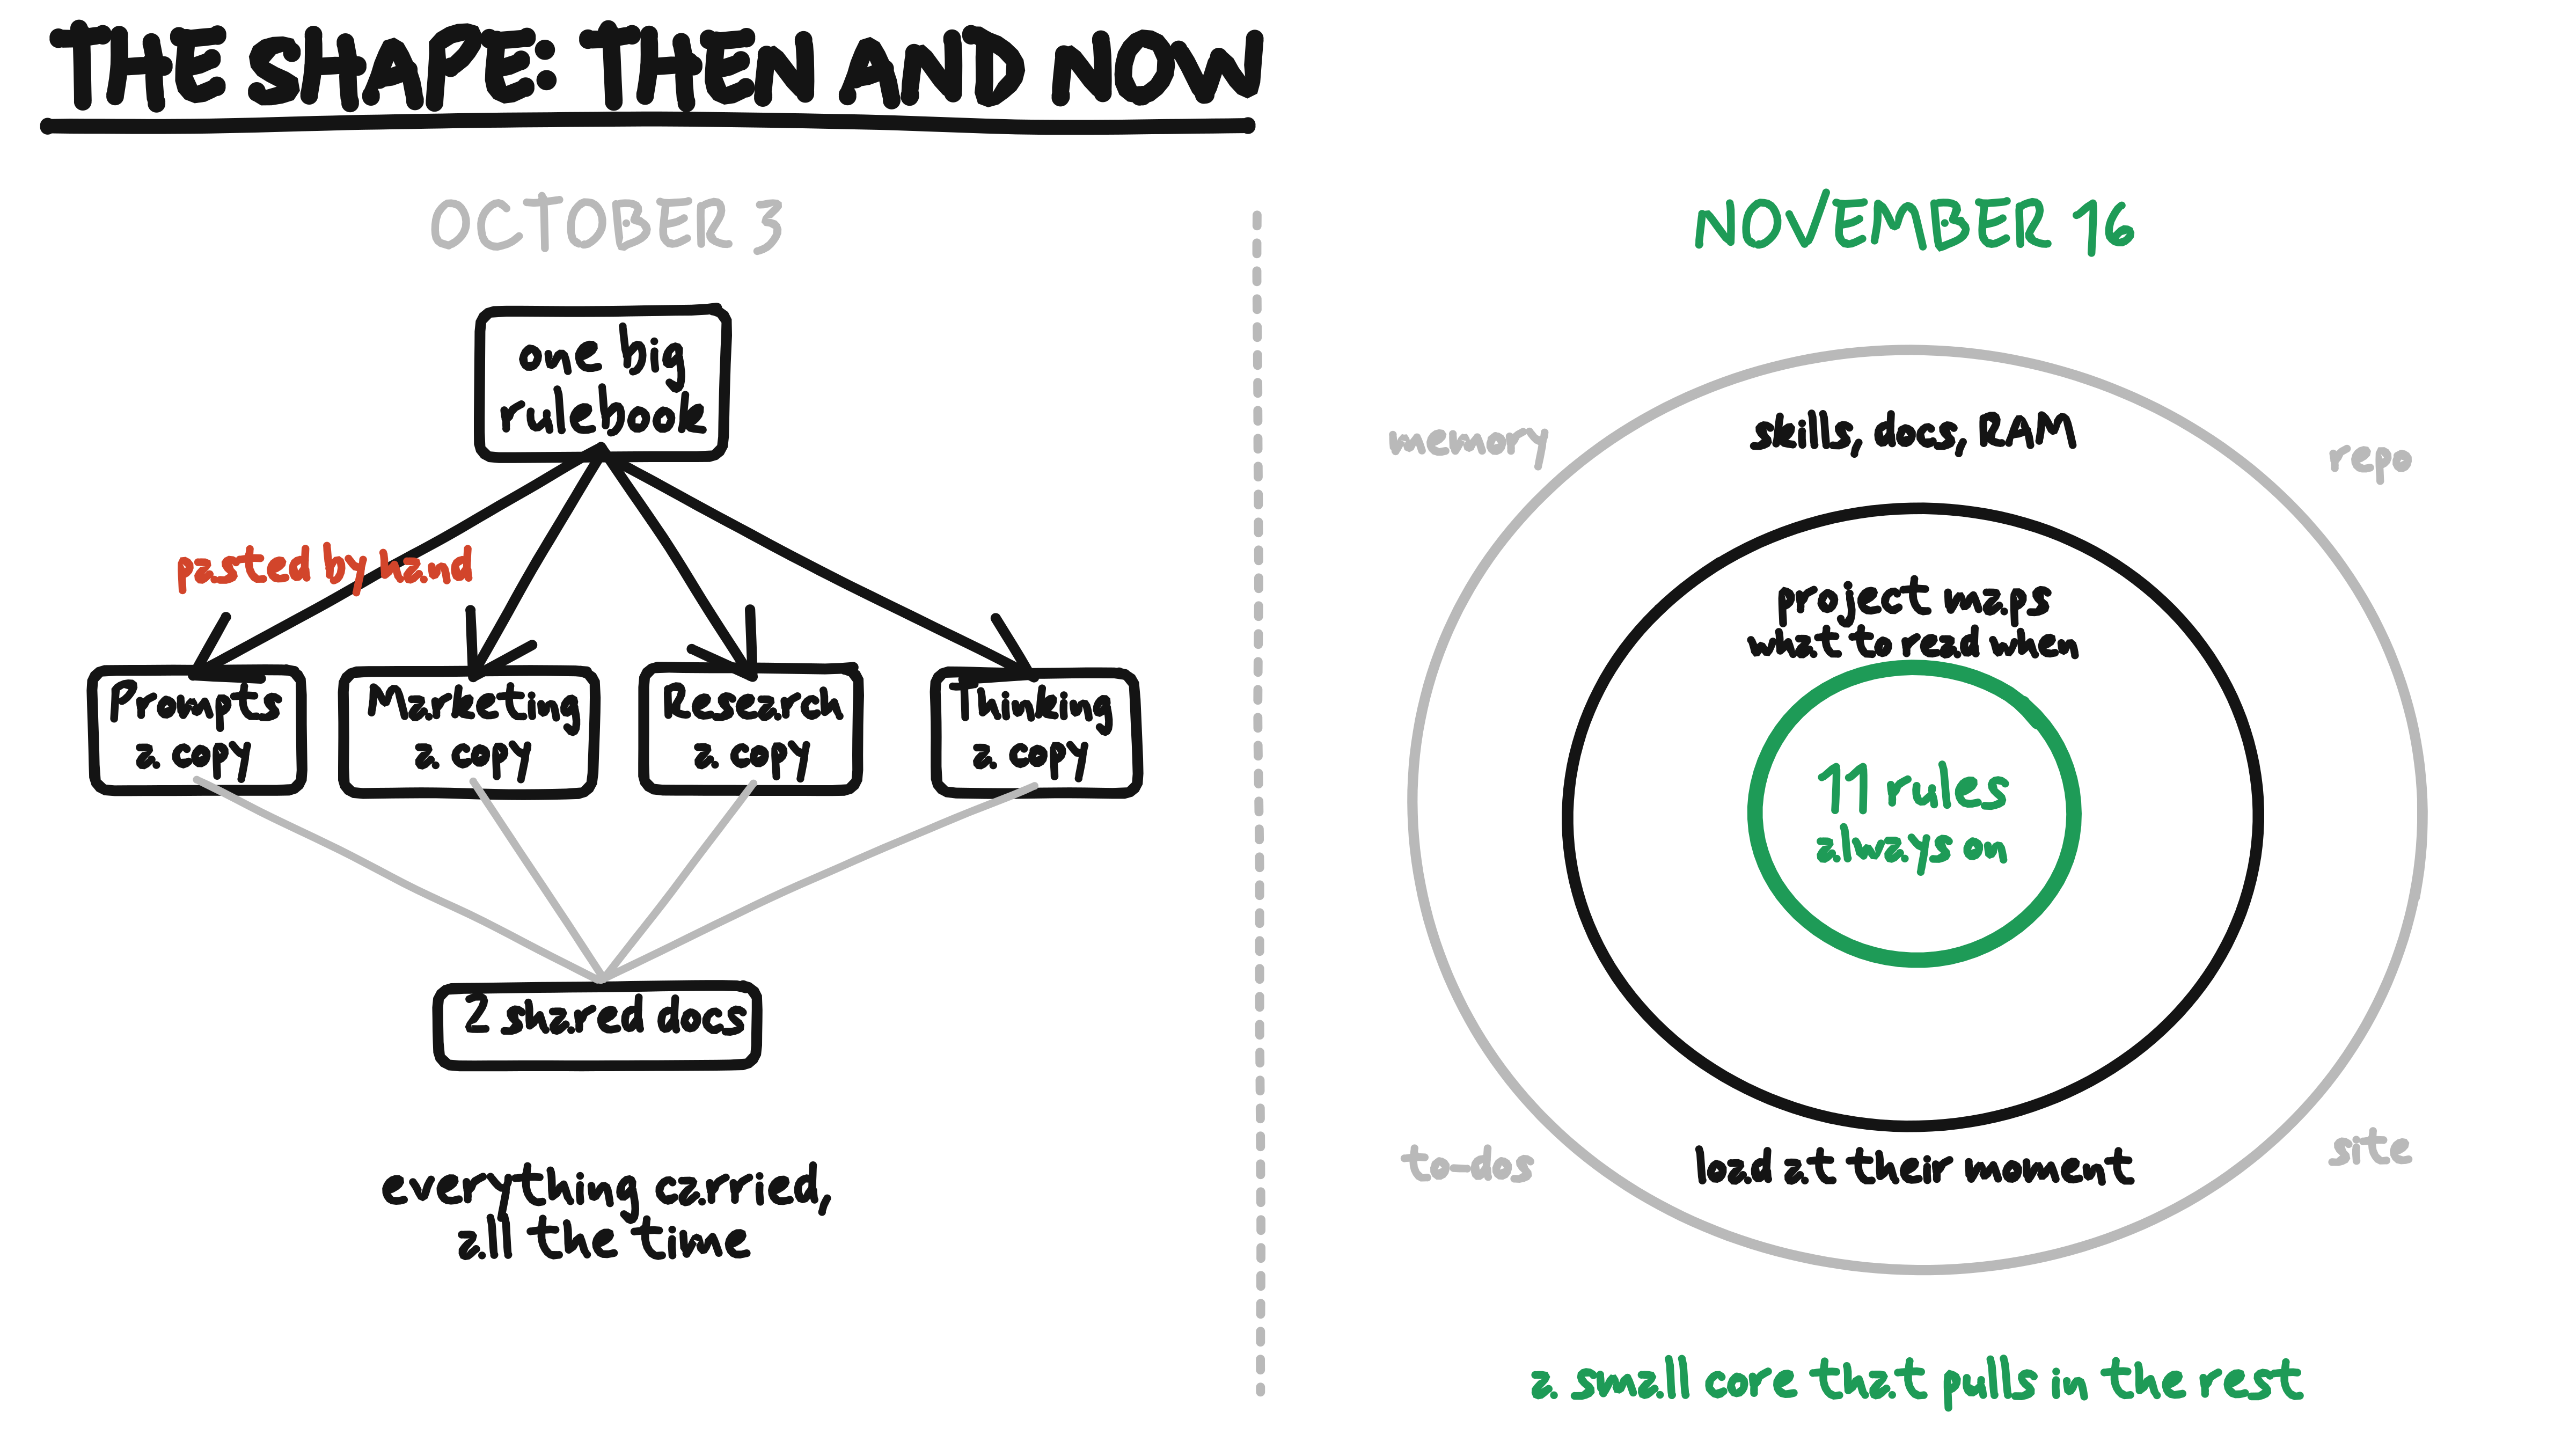 THE SHAPE: THEN AND NOW
OCTOBER 3
one big
rulebook
pasted by hand
Prompts
a copy
Marketing
a copy
Research
a copy
Thinking
a copy
2 shared docs
everything carried,
all the time
NOVEMBER 16
memory
repo
skills, docs, RAM
project maps
what to read when
11 rules
always on
load at their moment
to-dos
site
a small core that pulls in the rest